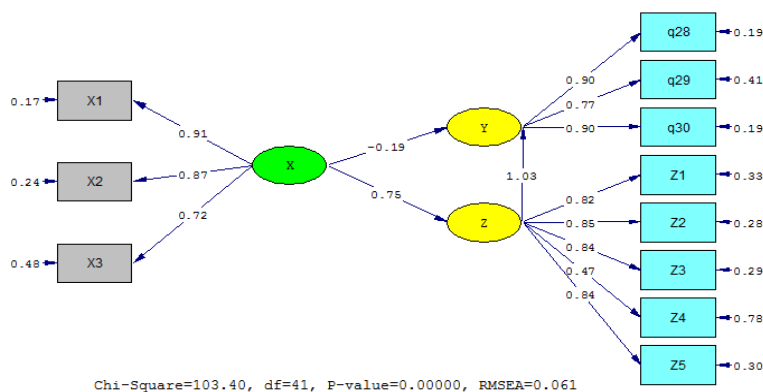 q28
0.19
0.90
q29
0.41
0.77
0.17
X1
q30
0.19
0.90
Y
0.91
-0.19
X
0.24
X2
0.87
1.03
Z1
0.33
0.82
0.75
0.72
Z
Z2
0.28
0.85
0.48
X3
0.84
Z3
0.29
0.47
0.84
Z4
0.78
Z5
0.30
Chi-Square=103.40, df=41, P-value=0.00000, RMSEA=0.061